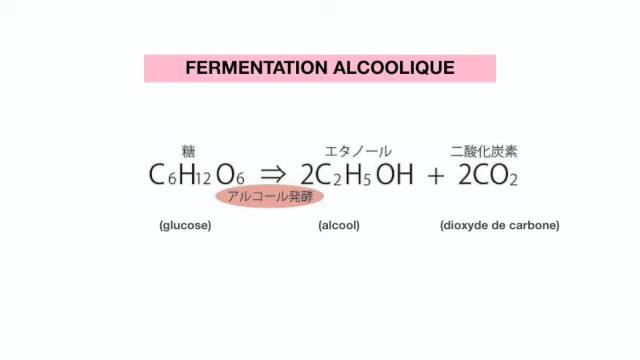 FERMENTATION ALCOOLIQUE
糖 エタノール 二酸化炭素
C₆H₁₂O₆ ⇒ 2C₂H₅OH + 2CO₂
アルコール発酵
(glucose) (alcool) (dioxyde de carbone)